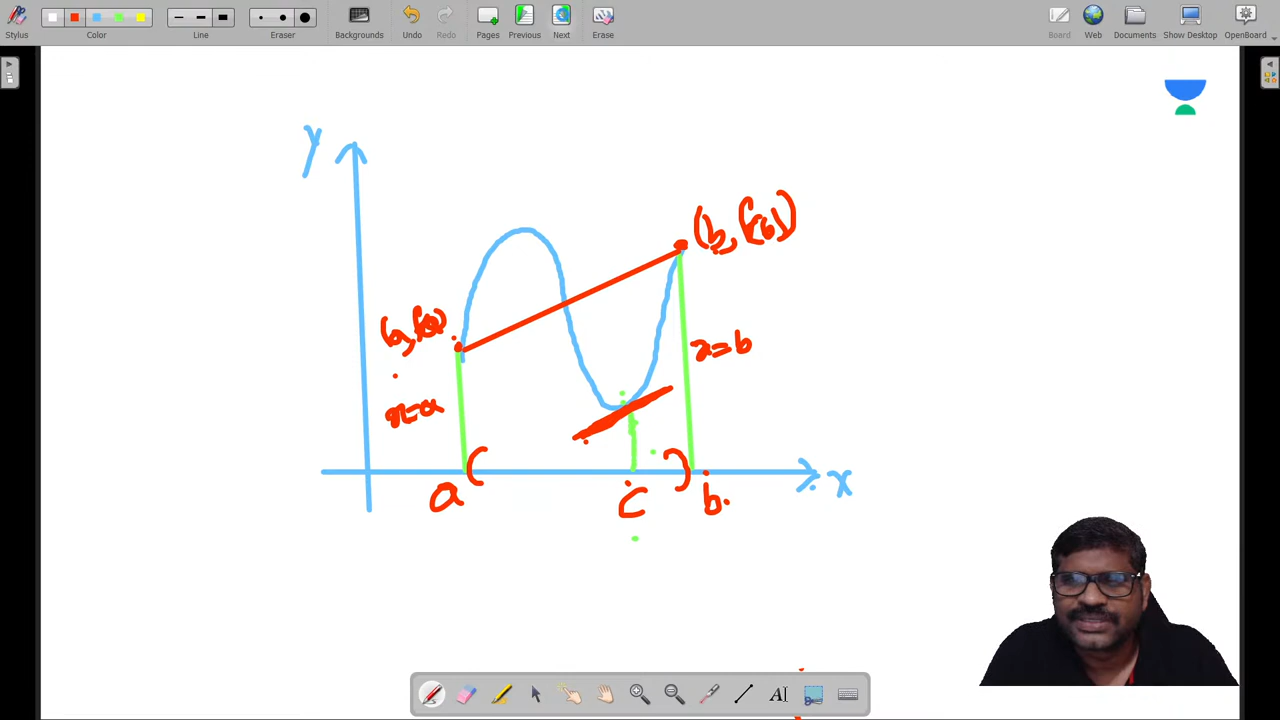 Stylus
Color
Line
Eraser
Backgrounds
Undo
Redo
Pages
Previous
Next
Erase
Board
Web
Documents
Show Desktop
OpenBoard
y
(b, f(b))
(a, f(a))
x=b
x=a
a
(
c
)
b
x